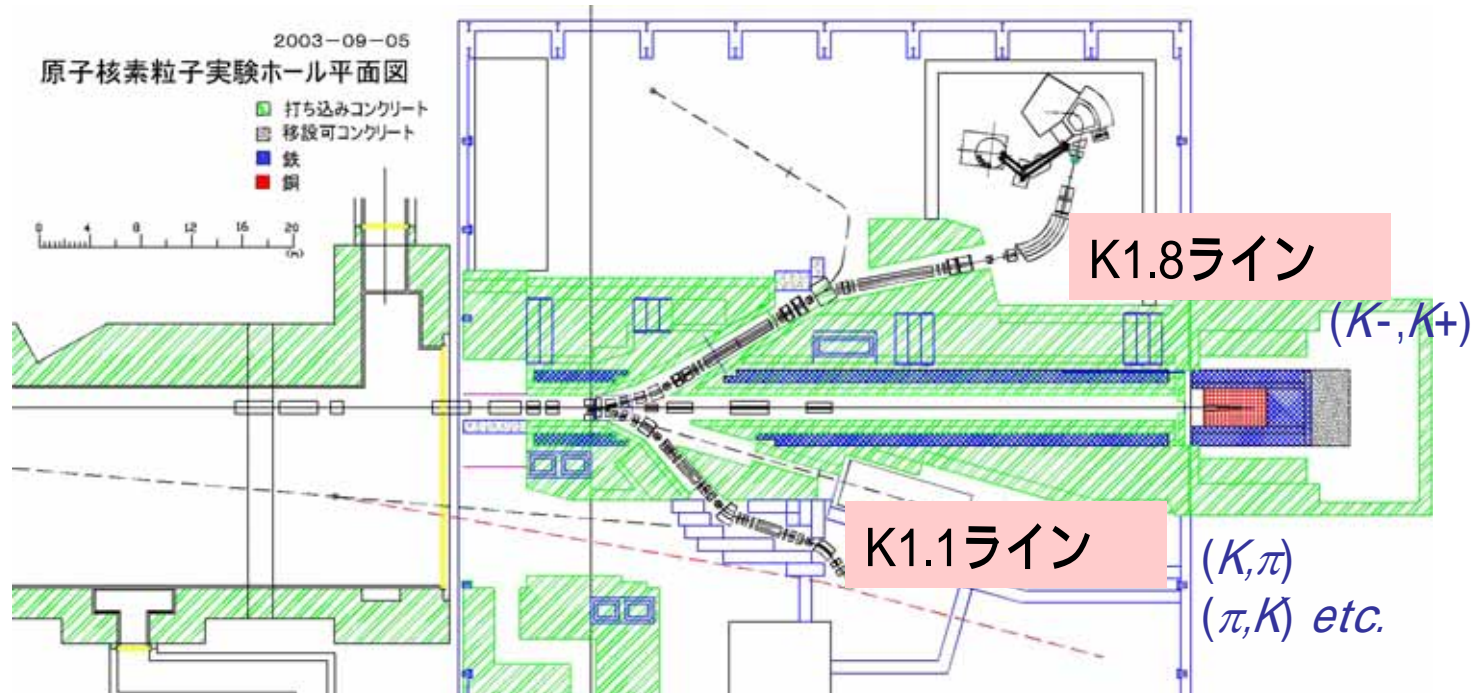 2003-09-05
原子核素粒子実験ホール平面図
打ち込みコンクリート
移設可コンクリート
鉄
銅
0 4 8 12 16 20
(m)
K1.8ライン
(K-,K+)
K1.1ライン
(K,π)
(π,K) etc.